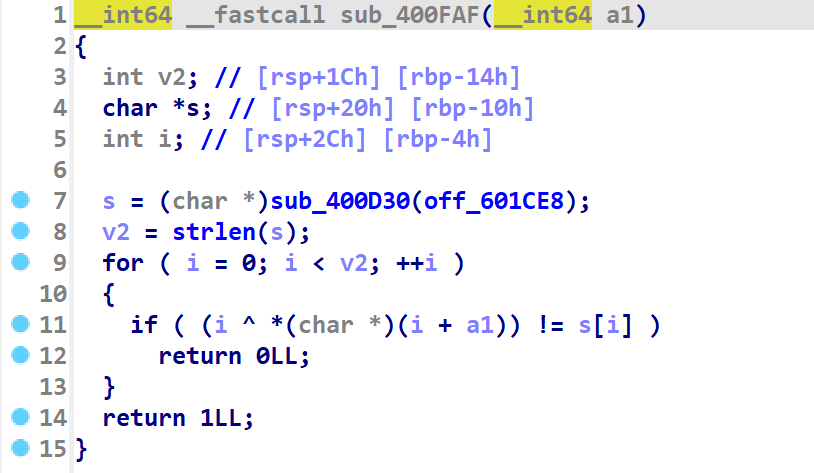 1 __int64 __fastcall sub_400FAF(__int64 a1)
2 {
3   int v2; // [rsp+1Ch] [rbp-14h]
4   char *s; // [rsp+20h] [rbp-10h]
5   int i; // [rsp+2Ch] [rbp-4h]
6
7   s = (char *)sub_400D30(off_601CE8);
8   v2 = strlen(s);
9   for ( i = 0; i < v2; ++i )
10   {
11     if ( (i ^ *(char *)(i + a1)) != s[i] )
12       return 0LL;
13   }
14   return 1LL;
15 }